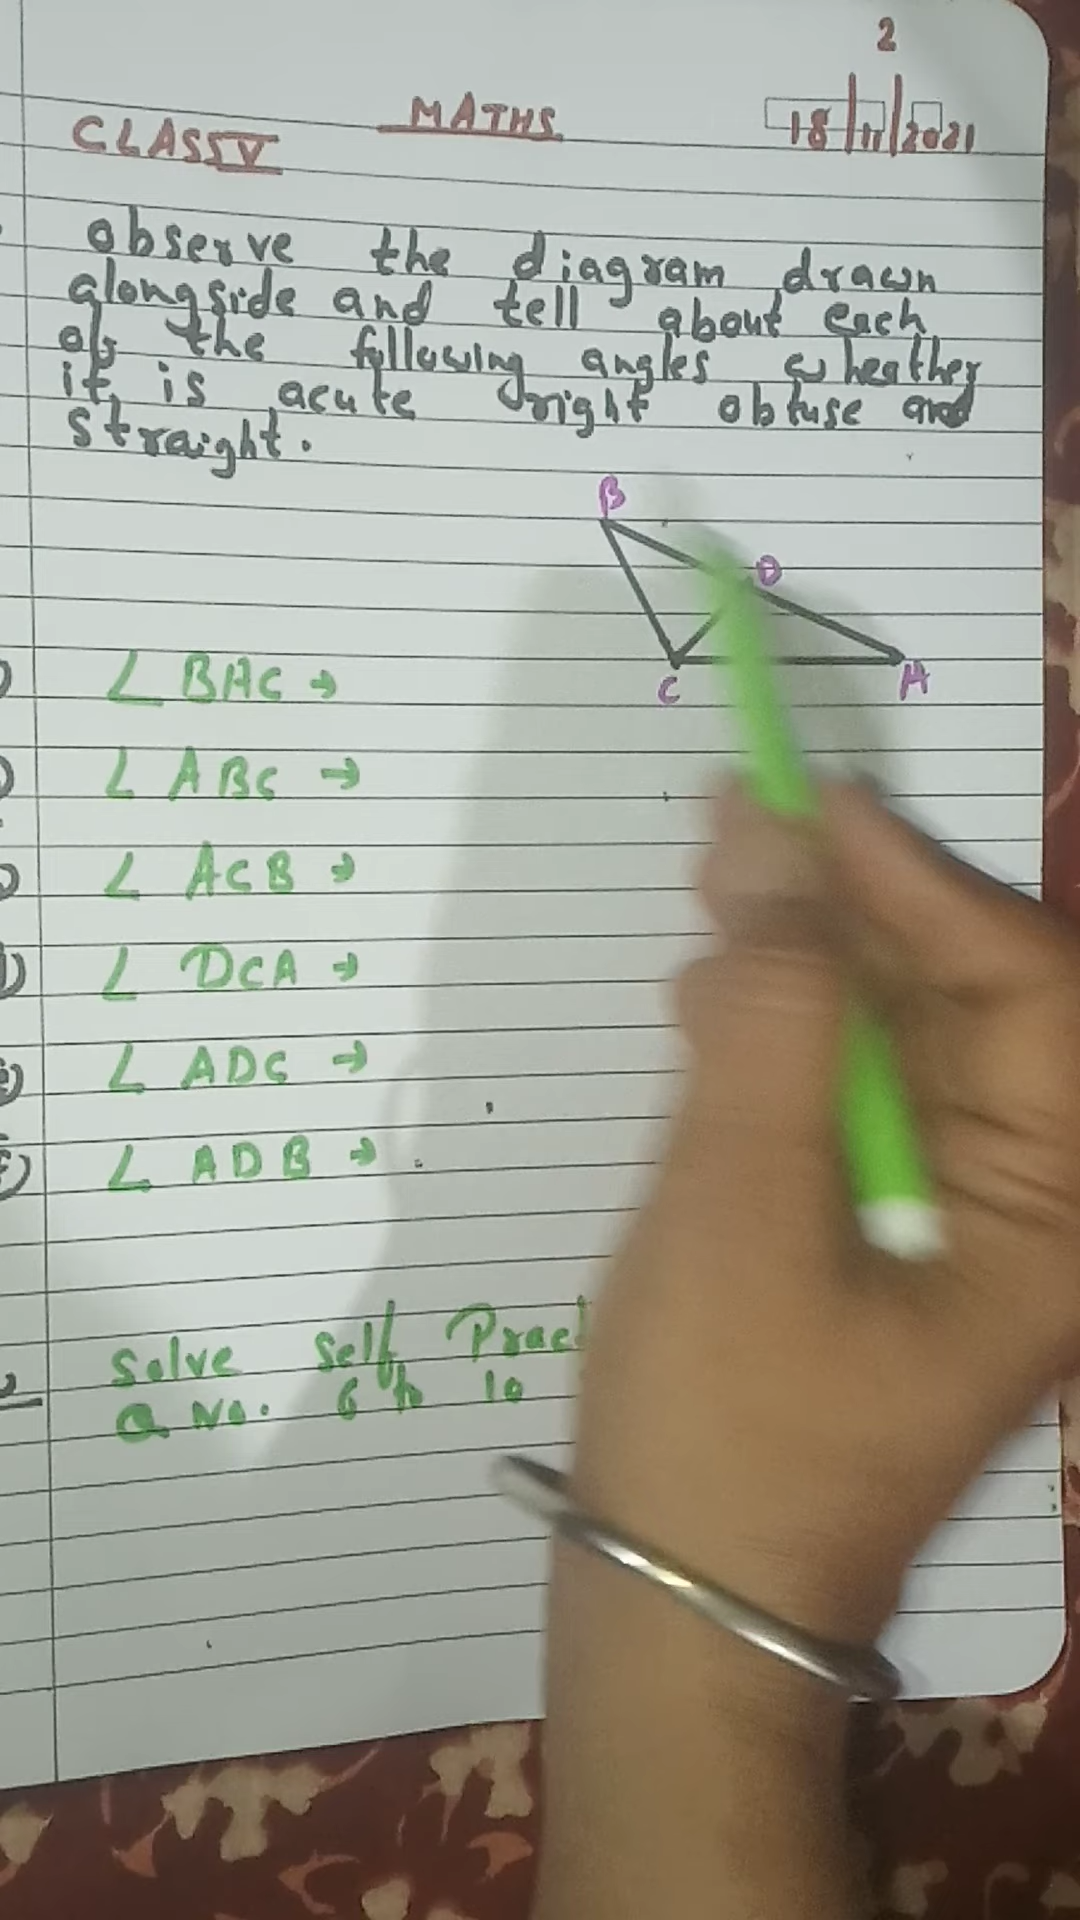 2
CLASS V MATHS 18/11/2021
observe the diagram drawn
alongside and tell about each
of the following angles wheather
it is acute right obtuse and
straight.
B
D
C A
∠ BAC →
∠ ABC →
∠ ACB →
∠ DCA →
∠ ADC →
∠ ADB →
Solve Self
Q No. 6 to 10